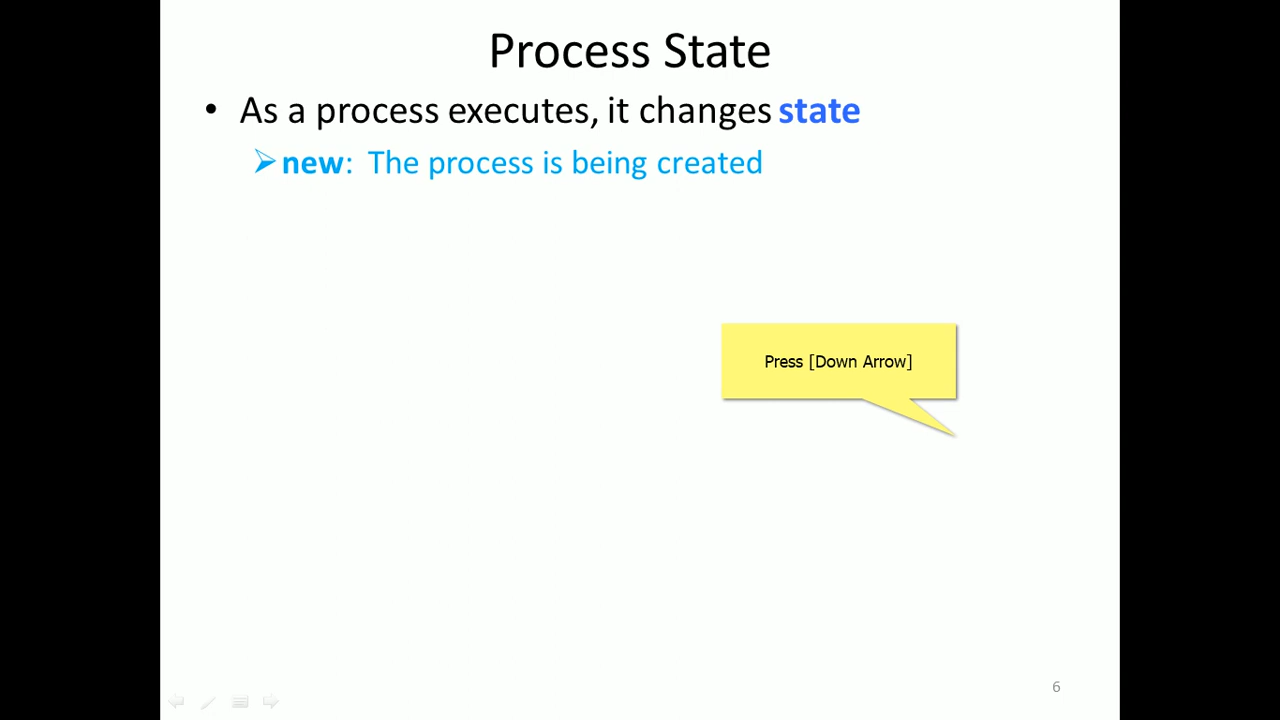 Process State
• As a process executes, it changes state
➢ new: The process is being created
Press [Down Arrow]
6